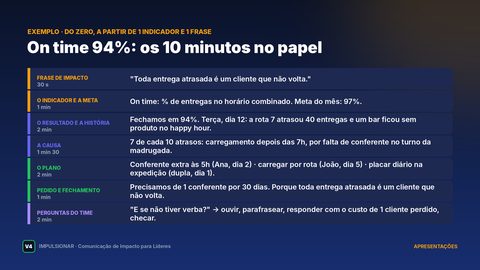 EXEMPLO · DO ZERO, A PARTIR DE 1 INDICADOR E 1 FRASE
On time 94%: os 10 minutos no papel
FRASE DE IMPACTO
30 s
"Toda entrega atrasada é um cliente que não volta."
O INDICADOR E A META
1 min
On time: % de entregas no horário combinado. Meta do mês: 97%.
O RESULTADO E A HISTÓRIA
2 min
Fechamos em 94%. Terça, dia 12: a rota 7 atrasou 40 entregas e um bar ficou sem
produto no happy hour.
A CAUSA
1 min 30
7 de cada 10 atrasos: carregamento depois das 7h, por falta de conferente no turno da
madrugada.
O PLANO
2 min
Conferente extra às 5h (Ana, dia 2) · carregar por rota (João, dia 5) · placar diário na
expedição (dupla, dia 1).
PEDIDO E FECHAMENTO
1 min
Precisamos de 1 conferente por 30 dias. Porque toda entrega atrasada é um cliente que
não volta.
PERGUNTAS DO TIME
2 min
"E se não tiver verba?" → ouvir, parafrasear, responder com o custo de 1 cliente perdido,
checar.
V4 IMPULSIONAR · Comunicação de Impacto para Líderes
APRESENTAÇÕES